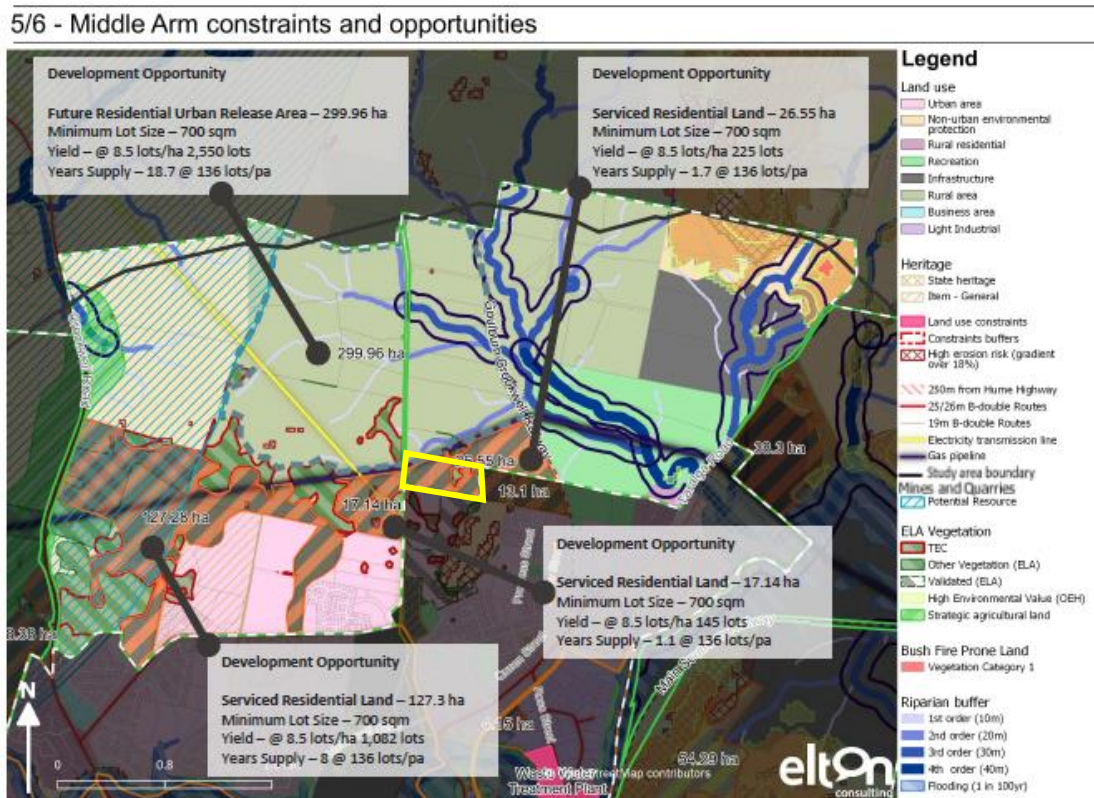 5/6 - Middle Arm constraints and opportunities
Development Opportunity
Future Residential Urban Release Area – 299.96 ha
Minimum Lot Size – 700 sqm
Yield – @ 8.5 lots/ha 2,550 lots
Years Supply – 18.7 @ 136 lots/pa
Development Opportunity
Serviced Residential Land – 26.55 ha
Minimum Lot Size – 700 sqm
Yield – @ 8.5 lots/ha 225 lots
Years Supply – 1.7 @ 136 lots/pa
299.96 ha
38.3 ha
13.1 ha
17.14 ha
127.28 ha
Development Opportunity
Serviced Residential Land – 17.14 ha
Minimum Lot Size – 700 sqm
Yield – @ 8.5 lots/ha 145 lots
Years Supply – 1.1 @ 136 lots/pa
Development Opportunity
Serviced Residential Land – 127.3 ha
Minimum Lot Size – 700 sqm
Yield – @ 8.5 lots/ha 1,082 lots
Years Supply – 8 @ 136 lots/pa
N
0 0.8
54.29 ha
contributors
Treatment Plant
elton
consulting
Legend
Land use
Urban area
Non-urban environmental
protection
Rural residential
Recreation
Infrastructure
Rural area
Business area
Light Industrial
Heritage
State heritage
Item - General
Land use constraints
Constraints buffers
High erosion risk (gradient
over 18%)
250m from Hume Highway
25/26m B-double Routes
19m B-double Routes
Electricity transmission line
Gas pipeline
Study area boundary
Mines and Quarries
Potential Resource
ELA Vegetation
TEC
Other Vegetation (ELA)
Validated (ELA)
High Environmental Value (OEH)
Strategic agricultural land
Bush Fire Prone Land
Vegetation Category 1
Riparian buffer
1st order (10m)
2nd order (20m)
3rd order (30m)
4th order (40m)
Flooding (1 in 100yr)